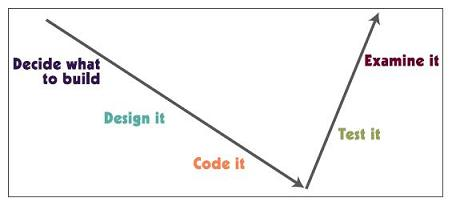 Decide what
to build
Design it
Code it
Test it
Examine it